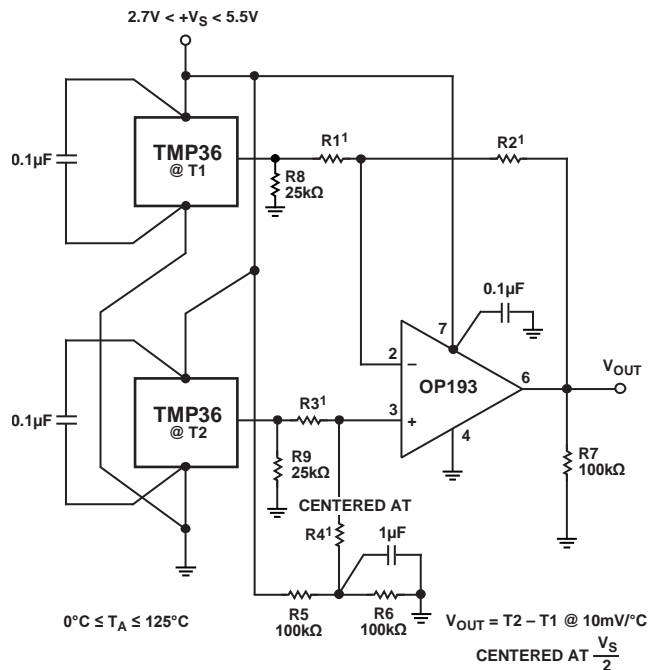 2.7V < +VS < 5.5V
0.1µF
TMP36
@ T1
R1¹
R2¹
R8
25kΩ
0.1µF
7
2
−
OP193
6
VOUT
3
+
4
0.1µF
TMP36
@ T2
R3¹
R9
25kΩ
R7
100kΩ
CENTERED AT
R4¹
1µF
R5
100kΩ
R6
100kΩ
0°C ≤ TA ≤ 125°C
VOUT = T2 – T1 @ 10mV/°C
CENTERED AT VS/2